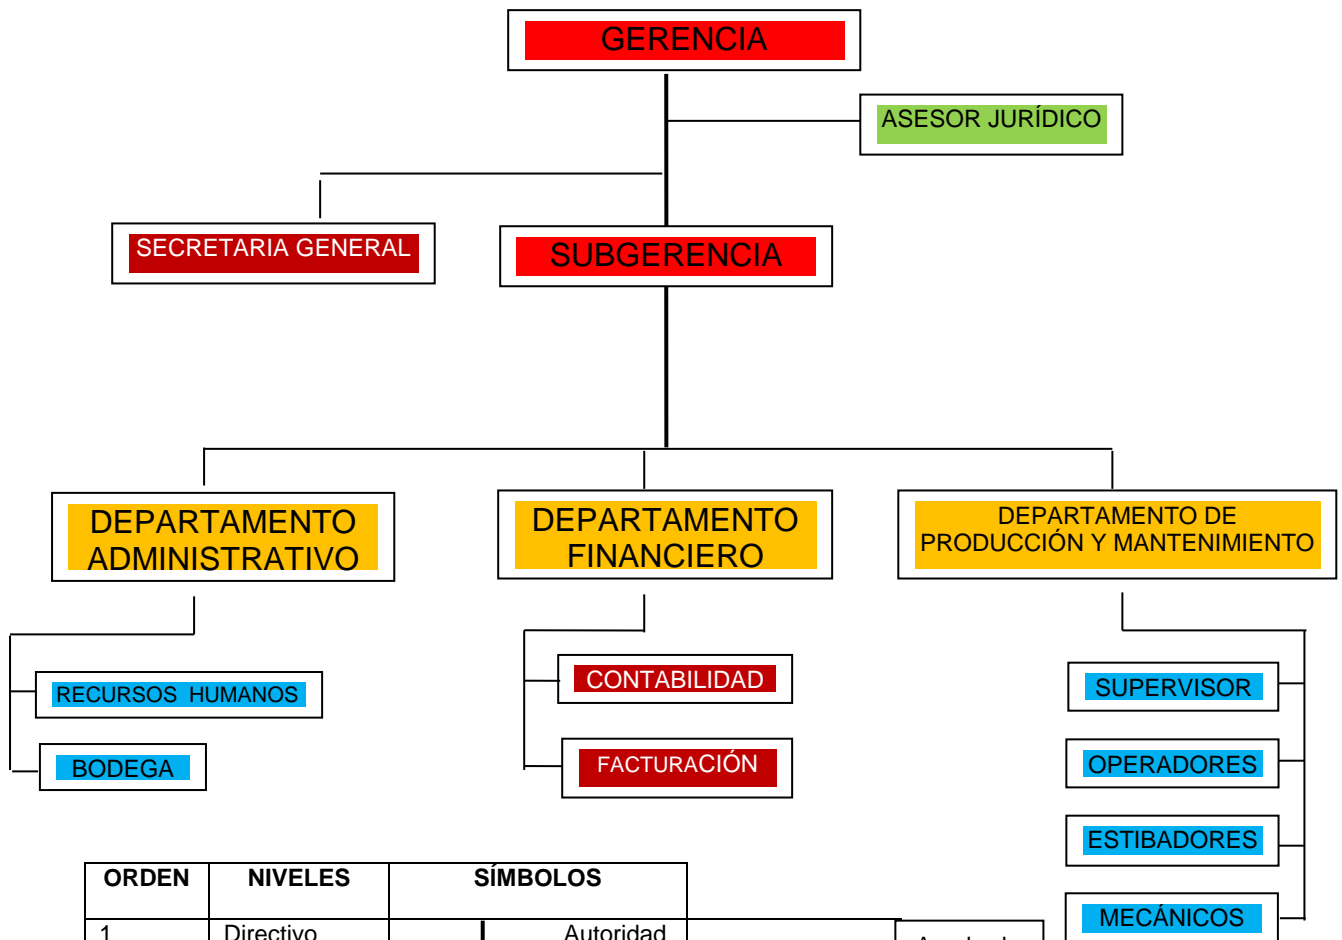 GERENCIA
ASESOR JURÍDICO
SECRETARIA GENERAL
SUBGERENCIA
DEPARTAMENTO
ADMINISTRATIVO
DEPARTAMENTO
FINANCIERO
DEPARTAMENTO DE
PRODUCCIÓN Y MANTENIMIENTO
RECURSOS HUMANOS
BODEGA
CONTABILIDAD
FACTURACIÓN
SUPERVISOR
OPERADORES
ESTIBADORES
MECÁNICOS
ORDEN NIVELES SÍMBOLOS
1 Directivo Autoridad